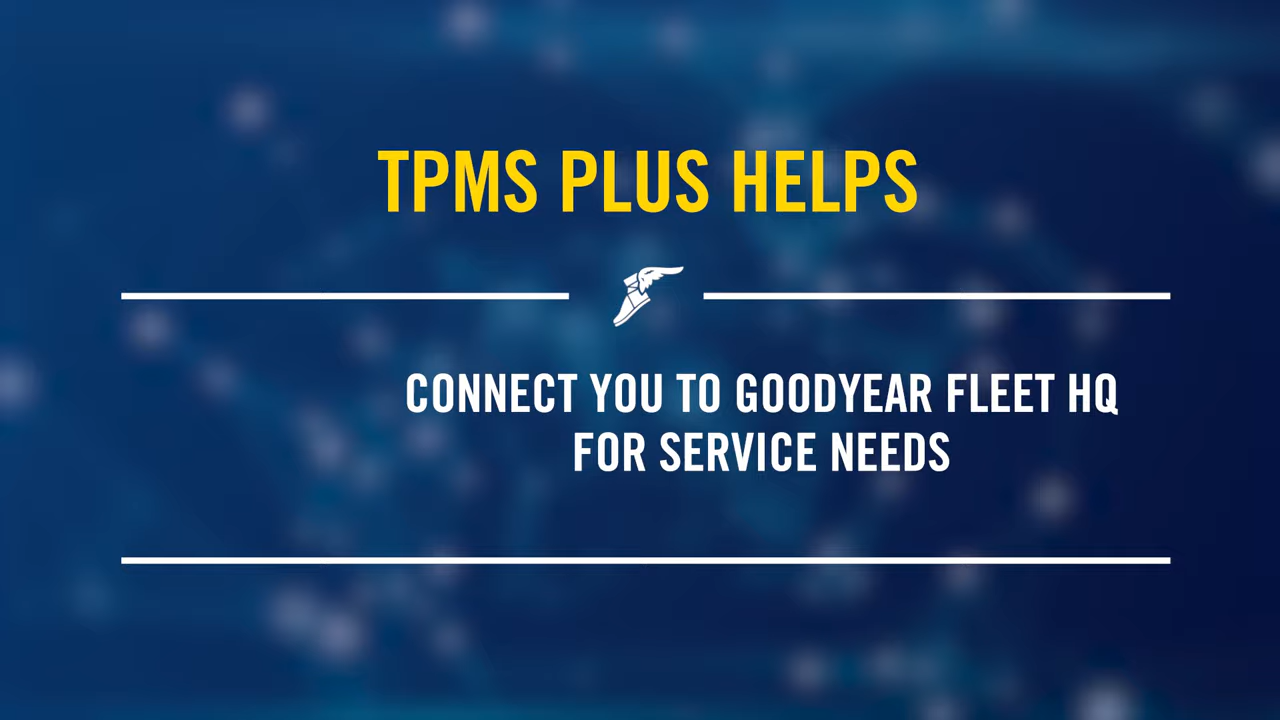 TPMS PLUS HELPS
CONNECT YOU TO GOODYEAR FLEET HQ
FOR SERVICE NEEDS